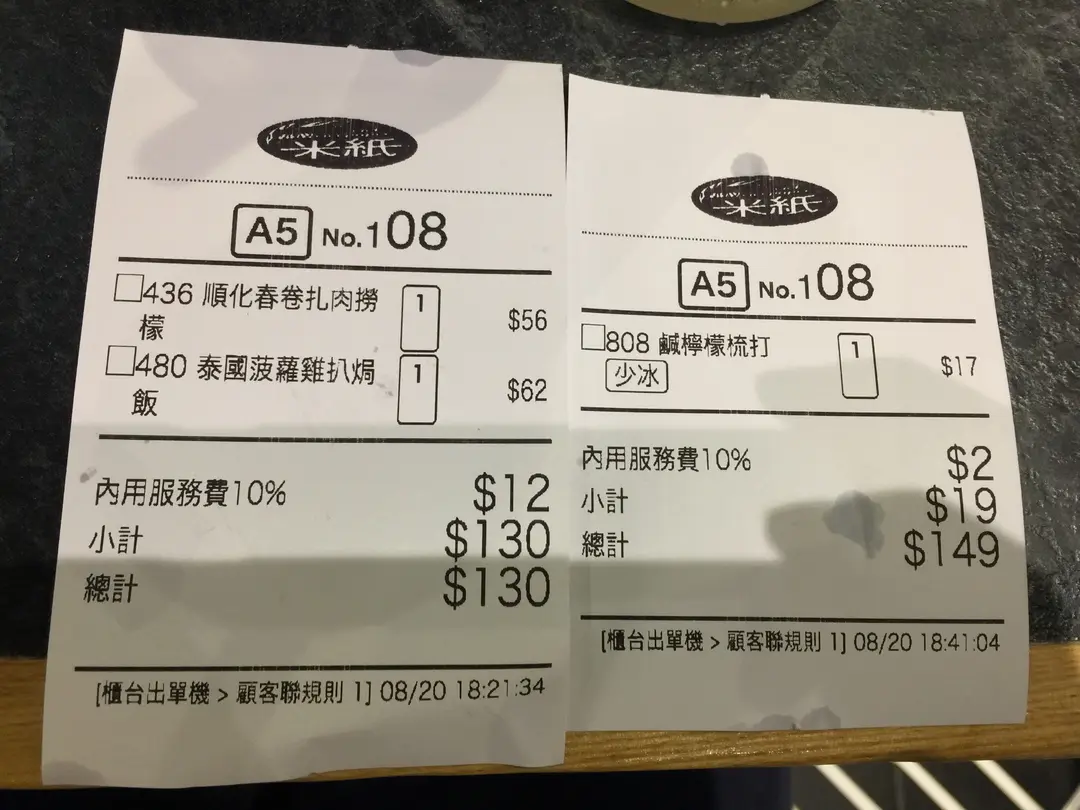 一米紙
A5 No.108
436 順化春卷扎肉撈 1 $56
檬
480 泰國菠蘿雞扒焗 1 $62
飯
內用服務費10% $12
小計 $130
總計 $130
[櫃台出單機 > 顧客聯規則 1] 08/20 18:21:34
一米紙
A5 No.108
808 鹹檸檬梳打 1 $17
少冰
內用服務費10% $2
小計 $19
總計 $149
[櫃台出單機 > 顧客聯規則 1] 08/20 18:41:04